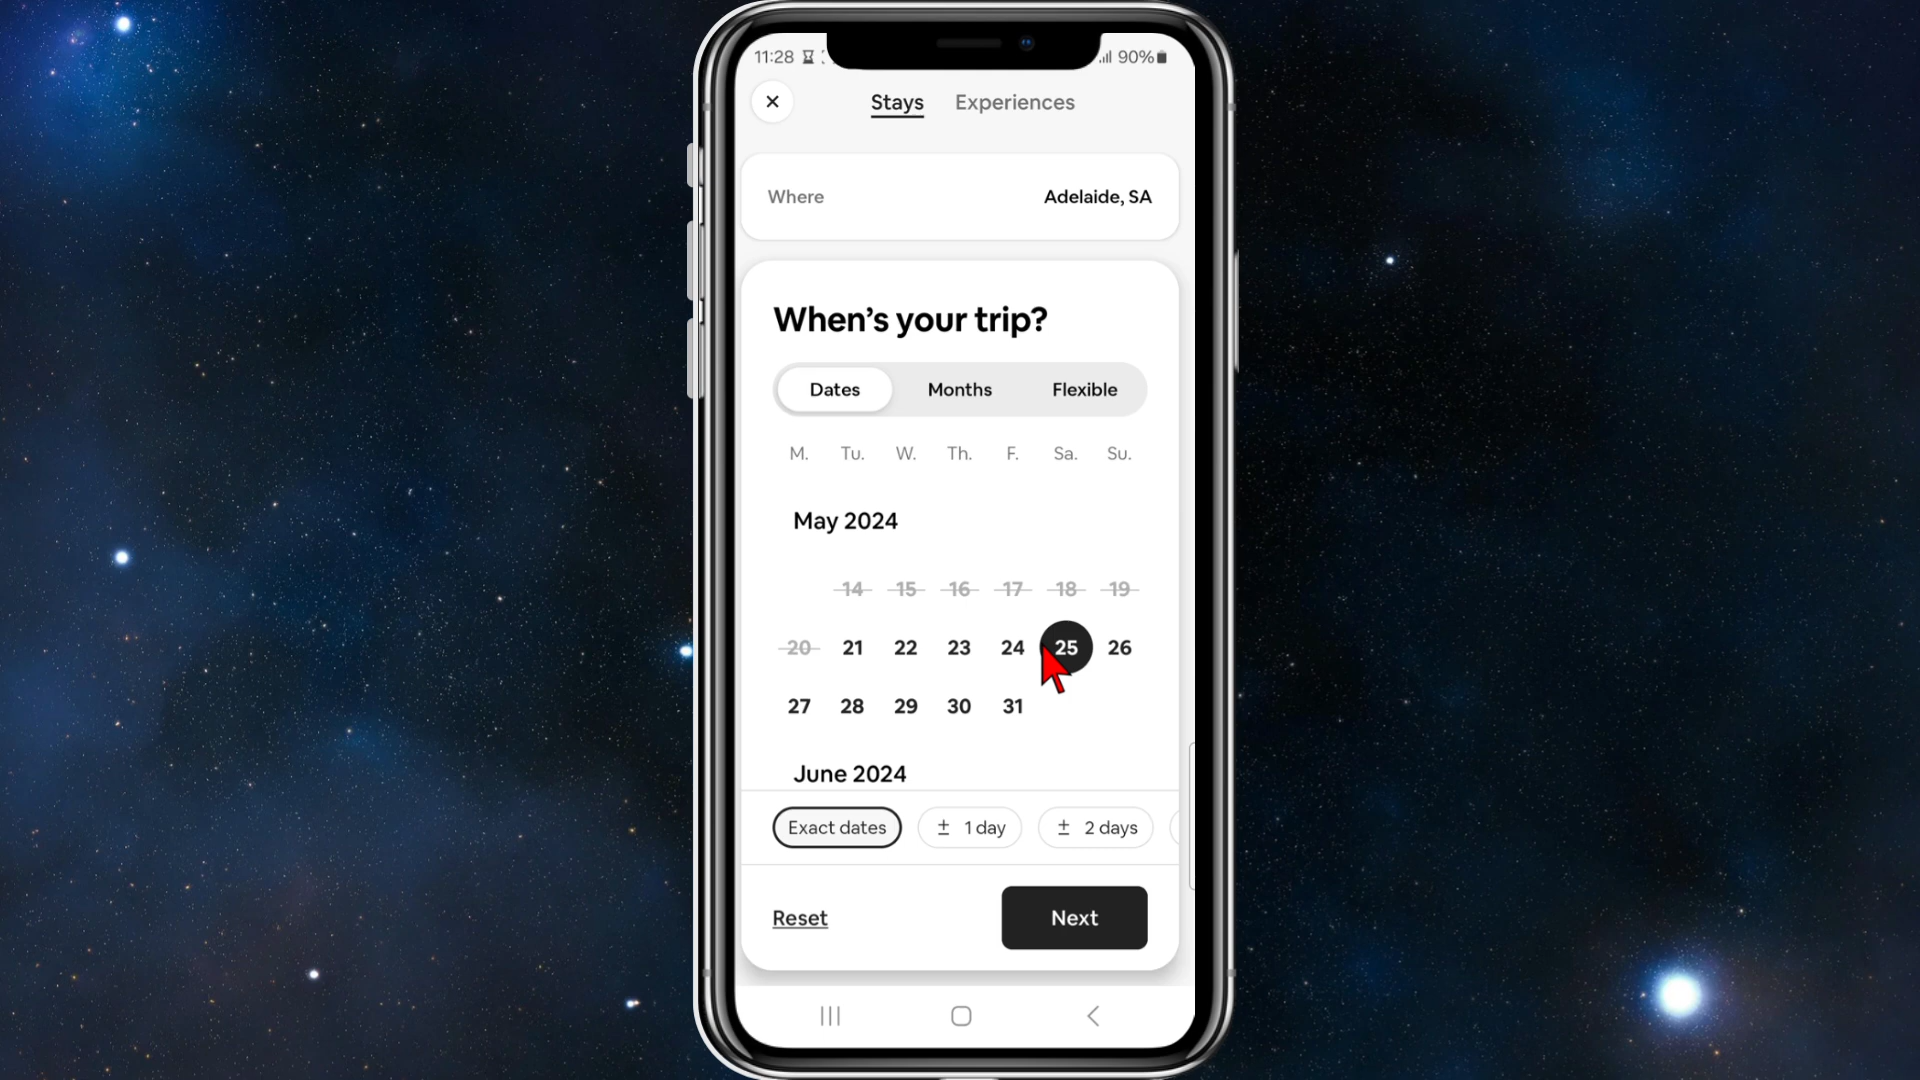 11:28 90%
Stays Experiences
Where Adelaide, SA
When's your trip?
Dates Months Flexible
M. Tu. W. Th. F. Sa. Su.
May 2024
14 15 16 17 18 19
20 21 22 23 24 25 26
27 28 29 30 31
June 2024
Exact dates ± 1 day ± 2 days
Reset Next